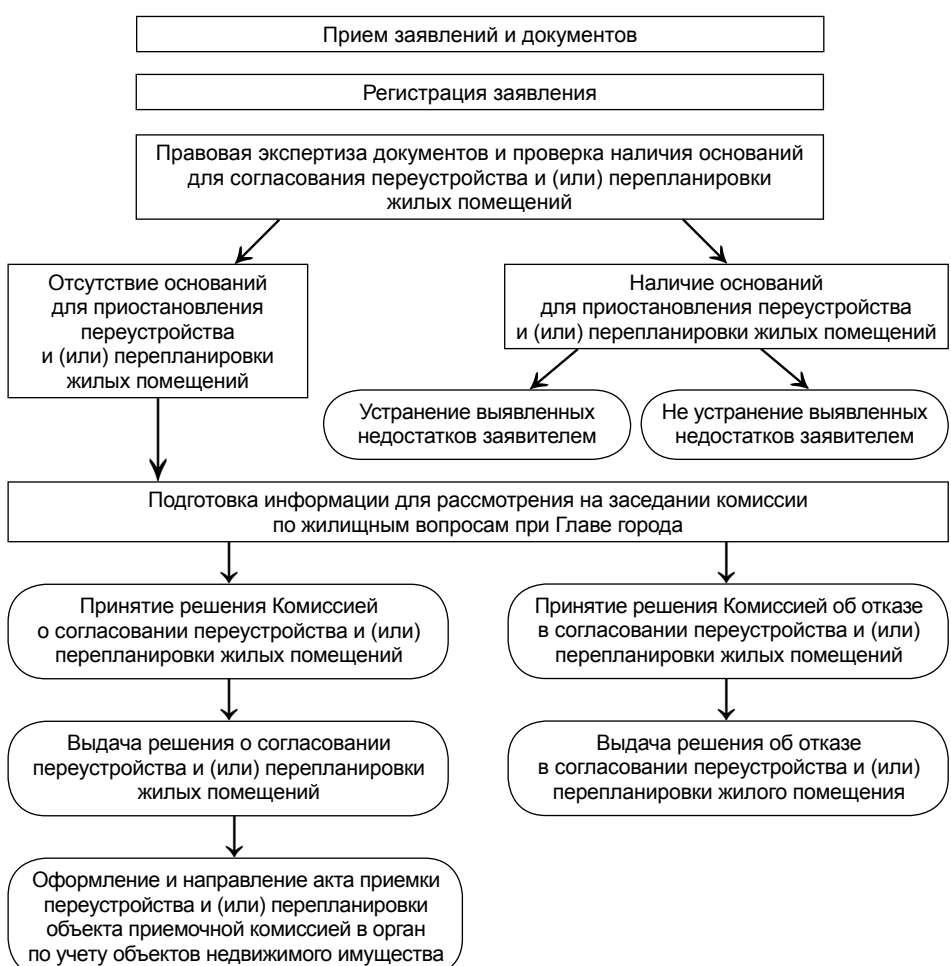 Прием заявлений и документов
Регистрация заявления
Правовая экспертиза документов и проверка наличия оснований
для согласования переустройства и (или) перепланировки
жилых помещений
Отсутствие оснований
для приостановления
переустройства
и (или) перепланировки
жилых помещений
Наличие оснований
для приостановления переустройства
и (или) перепланировки жилых помещений
Устранение выявленных
недостатков заявителем
Не устранение выявленных
недостатков заявителем
Подготовка информации для рассмотрения на заседании комиссии
по жилищным вопросам при Главе города
Принятие решения Комиссией
о согласовании переустройства и (или)
перепланировки жилых помещений
Принятие решения Комиссией об отказе
в согласовании переустройства и (или)
перепланировки жилых помещений
Выдача решения о согласовании
переустройства и (или) перепланировки
жилых помещений
Выдача решения об отказе
в согласовании переустройства и (или)
перепланировки жилого помещения
Оформление и направление акта приемки
переустройства и (или) перепланировки
объекта приемочной комиссией в орган
по учету объектов недвижимого имущества